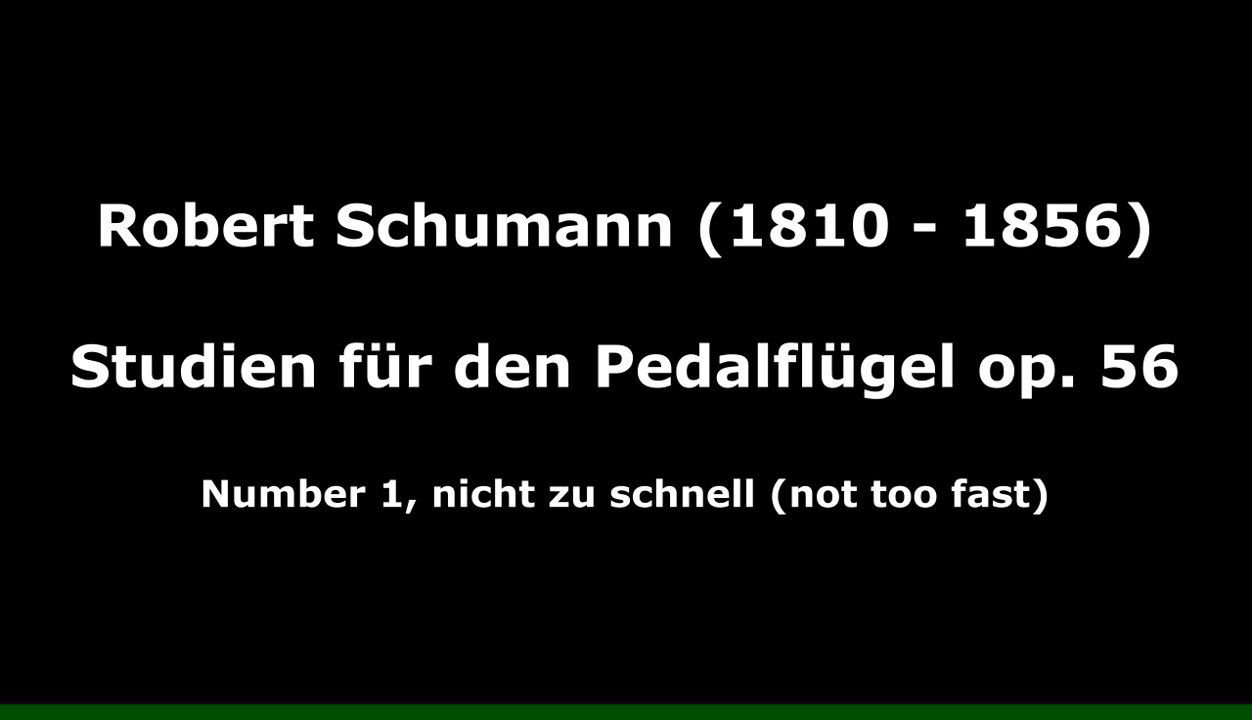 Robert Schumann (1810 - 1856)
Studien für den Pedalflügel op. 56
Number 1, nicht zu schnell (not too fast)